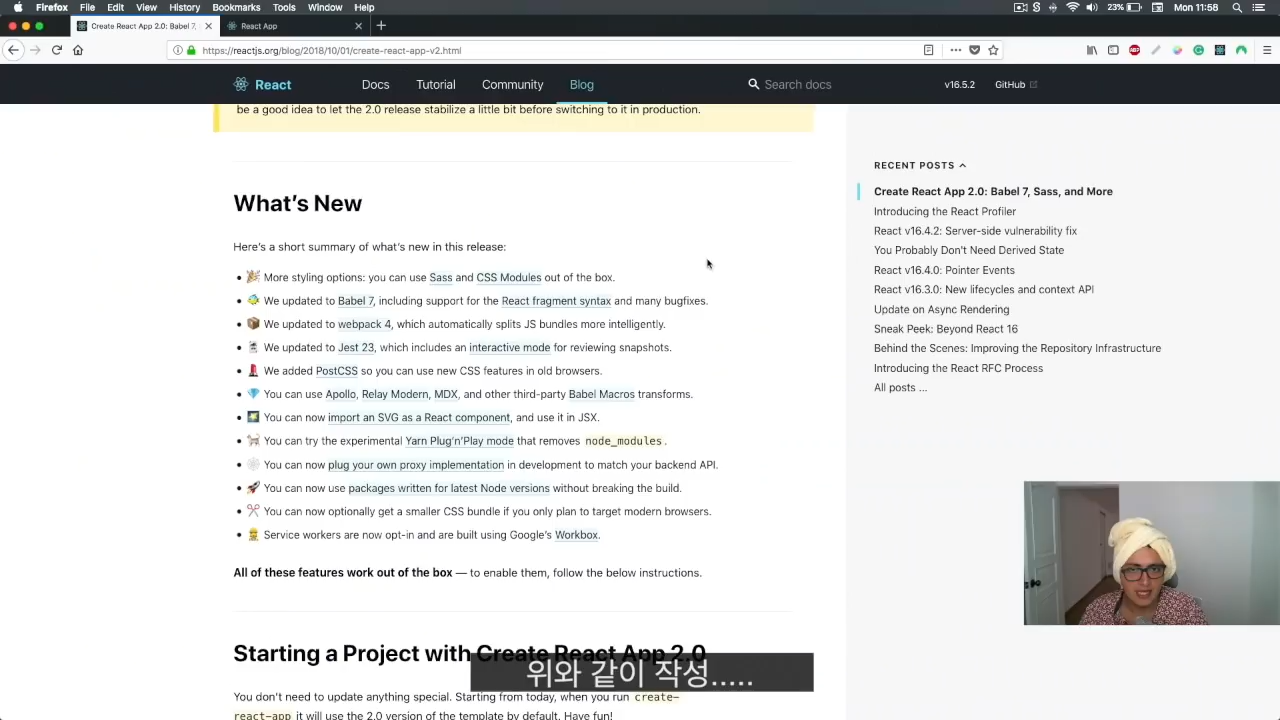 Firefox File Edit View History Bookmarks Tools Window Help 23% Mon 11:58
Create React App 2.0: Babel 7, React App
https://reactjs.org/blog/2018/10/01/create-react-app-v2.html
React Docs Tutorial Community Blog Search docs v16.5.2 GitHub
be a good idea to let the 2.0 release stabilize a little bit before switching to it in production.
What's New
Here's a short summary of what's new in this release:
More styling options: you can use Sass and CSS Modules out of the box.
We updated to Babel 7, including support for the React fragment syntax and many bugfixes.
We updated to webpack 4, which automatically splits JS bundles more intelligently.
We updated to Jest 23, which includes an interactive mode for reviewing snapshots.
We added PostCSS so you can use new CSS features in old browsers.
You can use Apollo, Relay Modern, MDX, and other third-party Babel Macros transforms.
You can now import an SVG as a React component, and use it in JSX.
You can try the experimental Yarn Plug'n'Play mode that removes node_modules.
You can now plug your own proxy implementation in development to match your backend API.
You can now use packages written for latest Node versions without breaking the build.
You can now optionally get a smaller CSS bundle if you only plan to target modern browsers.
Service workers are now opt-in and are built using Google's Workbox.
All of these features work out of the box — to enable them, follow the below instructions.
Starting a Project with Create React App 2.0
You don't need to update anything special. Starting from today, when you run create-
react-app it will use the 2.0 version of the template by default. Have fun!
RECENT POSTS
Create React App 2.0: Babel 7, Sass, and More
Introducing the React Profiler
React v16.4.2: Server-side vulnerability fix
You Probably Don't Need Derived State
React v16.4.0: Pointer Events
React v16.3.0: New lifecycles and context API
Update on Async Rendering
Sneak Peek: Beyond React 16
Behind the Scenes: Improving the Repository Infrastructure
Introducing the React RFC Process
All posts ...
위와 같이 작성.....